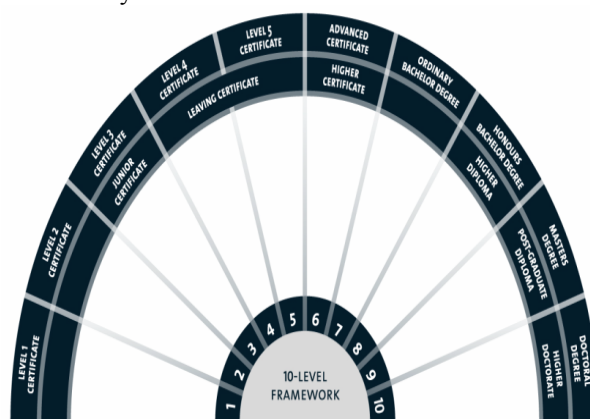 LEVEL 1
CERTIFICATE
LEVEL 2
CERTIFICATE
LEVEL 3
CERTIFICATE
JUNIOR
CERTIFICATE
LEVEL 4
CERTIFICATE
LEVEL 5
CERTIFICATE
LEAVING CERTIFICATE
ADVANCED
CERTIFICATE
HIGHER
CERTIFICATE
ORDINARY
BACHELOR DEGREE
HONOURS
BACHELOR DEGREE
HIGHER
DIPLOMA
MASTERS
DEGREE
POST-GRADUATE
DIPLOMA
DOCTORAL
DEGREE
HIGHER
DOCTORATE
1
2
3
4
5
6
7
8
9
10
10-LEVEL
FRAMEWORK